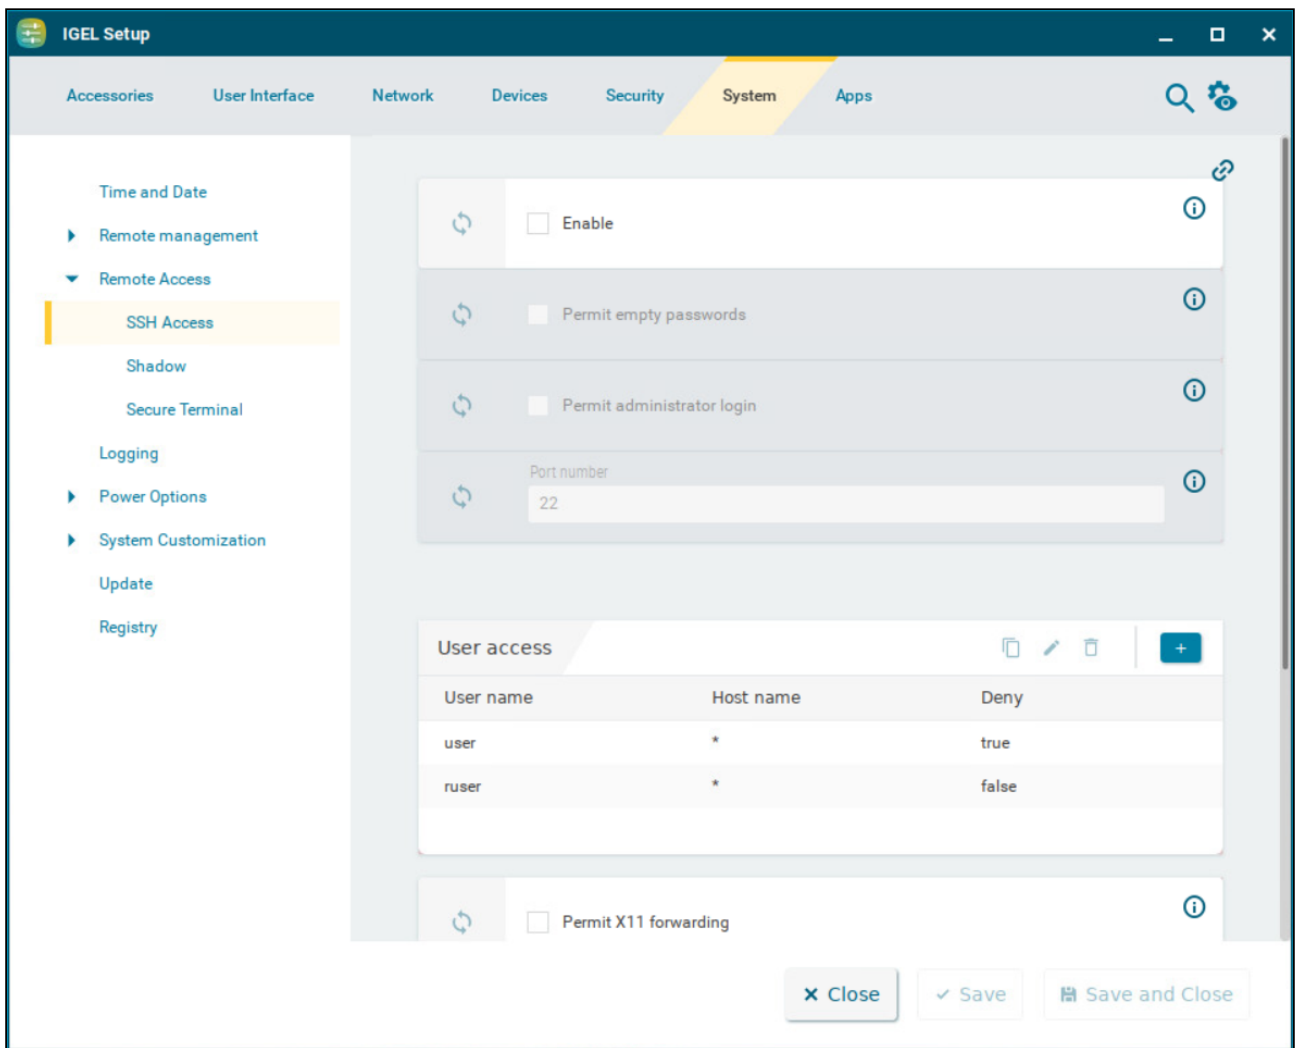 IGEL Setup
Accessories User Interface Network Devices Security System Apps
Time and Date
Remote management
Remote Access
SSH Access
Shadow
Secure Terminal
Logging
Power Options
System Customization
Update
Registry
Enable
Permit empty passwords
Permit administrator login
Port number
22
User access
+
User name Host name Deny
user * true
ruser * false
Permit X11 forwarding
Close Save Save and Close